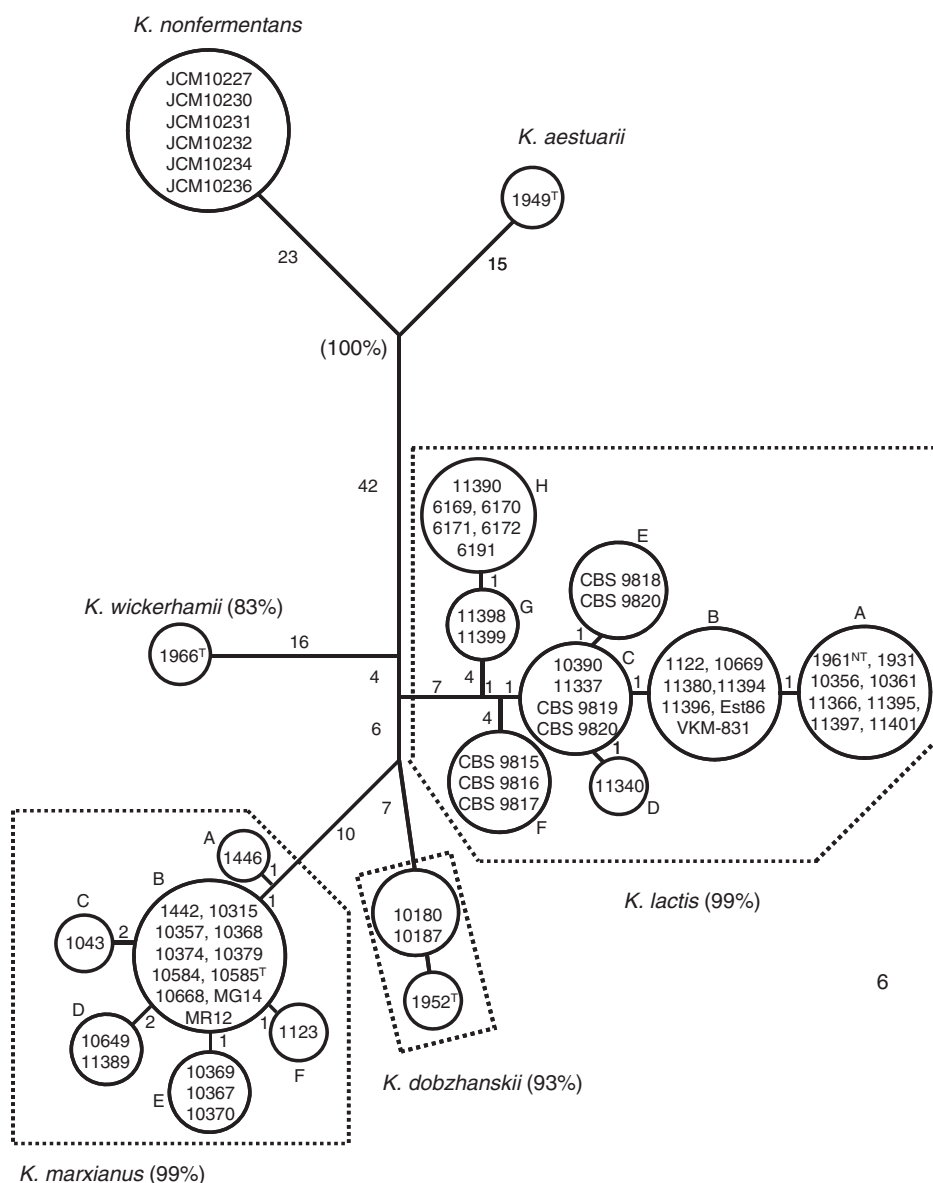 K. nonfermentans
JCM10227
JCM10230
JCM10231
JCM10232
JCM10234
JCM10236
K. aestuarii
1949ᵀ
23
15
(100%)
42
H
11390
6169, 6170
6171, 6172
6191
1
G
11398
11399
E
CBS 9818
CBS 9820
1
K. wickerhamii (83%)
1966ᵀ
16
4
7
4
1
1
C
10390
11337
CBS 9819
CBS 9820
1
B
1122, 10669
11380,11394
11396, Est86
VKM-831
1
A
1961ᴺᵀ, 1931
10356, 10361
11366, 11395,
11397, 11401
6
4
CBS 9815
CBS 9816
CBS 9817
F
1
11340
D
7
10
K. lactis (99%)
A
1446
1
1
B
1442, 10315
10357, 10368
10374, 10379
10584, 10585ᵀ
10668, MG14
MR12
C
1043
2
D
10649
11389
2
1
E
10369
10367
10370
1
1123
F
10180
10187
1952ᵀ
6
K. dobzhanskii (93%)
K. marxianus (99%)